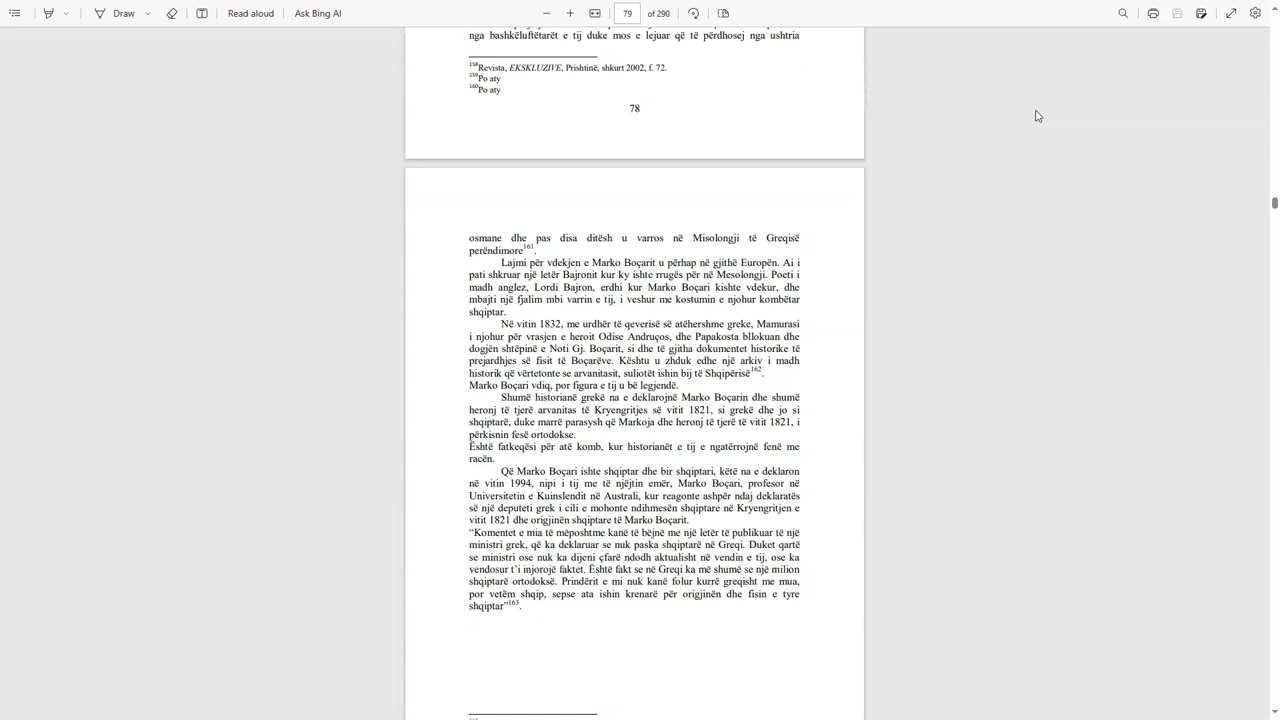 Draw
Read aloud
Ask Bing AI
79
of 290
nga bashkëluftëtarët e tij duke mos e lejuar që të përdhosej nga ushtria
158Revista, EKSKLUZIVE, Prishtinë, shkurt 2002, f. 72.
159Po aty
160Po aty
78
osmane dhe pas disa ditësh u varros në Misolongji të Greqisë
perëndimore161.
Lajmi për vdekjen e Marko Boçarit u përhap në gjithë Europën. Ai i
pati shkruar një letër Bajronit kur ky ishte rrugës për në Mesolongji. Poeti i
madh anglez, Lordi Bajron, erdhi kur Marko Boçari kishte vdekur, dhe
mbajti një fjalim mbi varrin e tij, i veshur me kostumin e njohur kombëtar
shqiptar.
Në vitin 1832, me urdhër të qeverisë së atëhershme greke, Mamurasi
i njohur për vrasjen e heroit Odise Andruços, dhe Papakosta bllokuan dhe
dogjën shtëpinë e Noti Gj. Boçarit, si dhe të gjitha dokumentet historike të
prejardhjes së fisit të Boçarëve. Kështu u zhduk edhe një arkiv i madh
historik që vërtetonte se arvanitasit, suliotët ishin bij të Shqipërisë162.
Marko Boçari vdiq, por figura e tij u bë legjendë.
Shumë historianë grekë na e deklarojnë Marko Boçarin dhe shumë
heronj të tjerë arvanitas të Kryengritjes së vitit 1821, si grekë dhe jo si
shqiptarë, duke marrë parasysh që Markoja dhe heronj të tjerë të vitit 1821, i
përkisnin fesë ortodokse.
Është fatkeqësi për atë komb, kur historianët e tij e ngatërrojnë fenë me
racën.
Që Marko Boçari ishte shqiptar dhe bir shqiptari, këtë na e deklaron
në vitin 1994, nipi i tij me të njëjtin emër, Marko Boçari, profesor në
Universitetin e Kuinslendit në Australi, kur reagonte ashpër ndaj deklaratës
së një deputeti grek i cili e mohonte ndihmesën shqiptare në Kryengritjen e
vitit 1821 dhe origjinën shqiptare të Marko Boçarit.
“Komentet e mia të mëposhtme kanë të bëjnë me një letër të publikuar të një
ministri grek, që ka deklaruar se nuk paska shqiptarë në Greqi. Duket qartë
se ministri ose nuk ka dijeni çfarë ndodh aktualisht në vendin e tij, ose ka
vendosur t’i injorojë faktet. Është fakt se në Greqi ka më shumë se një milion
shqiptarë ortodoksë. Prindërit e mi nuk kanë folur kurrë greqisht me mua,
por vetëm shqip, sepse ata ishin krenarë për origjinën dhe fisin e tyre
shqiptar”163.